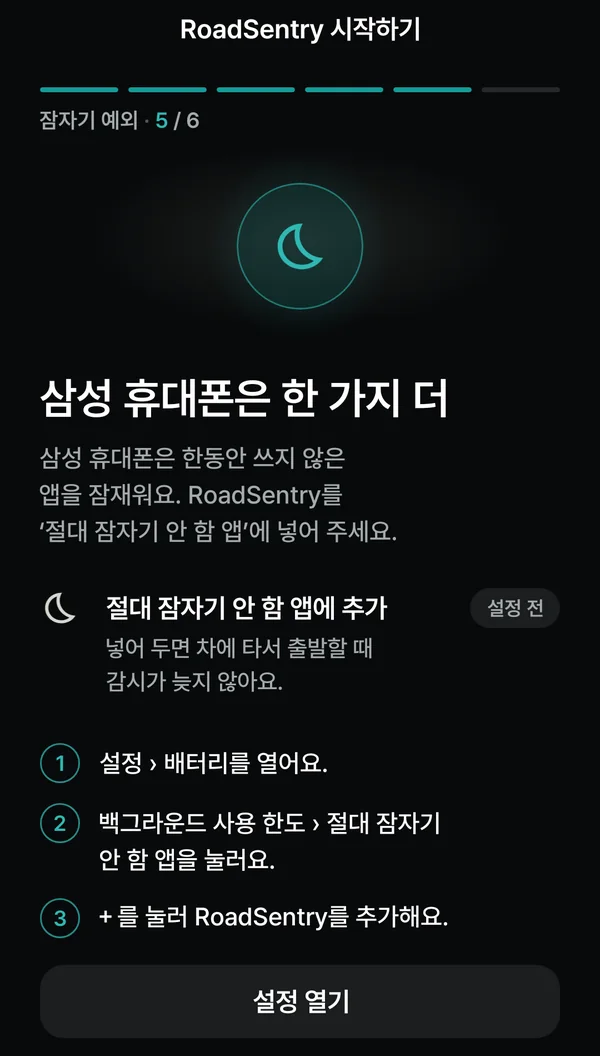 RoadSentry 시작하기
잠자기 예외 · 5 / 6
삼성 휴대폰은 한 가지 더
삼성 휴대폰은 한동안 쓰지 않은
앱을 잠재워요. RoadSentry를
‘절대 잠자기 안 함 앱’에 넣어 주세요.
절대 잠자기 안 함 앱에 추가
설정 전
넣어 두면 차에 타서 출발할 때
감시가 늦지 않아요.
1 설정 › 배터리를 열어요.
2 백그라운드 사용 한도 › 절대 잠자기
안 함 앱을 눌러요.
3 + 를 눌러 RoadSentry를 추가해요.
설정 열기